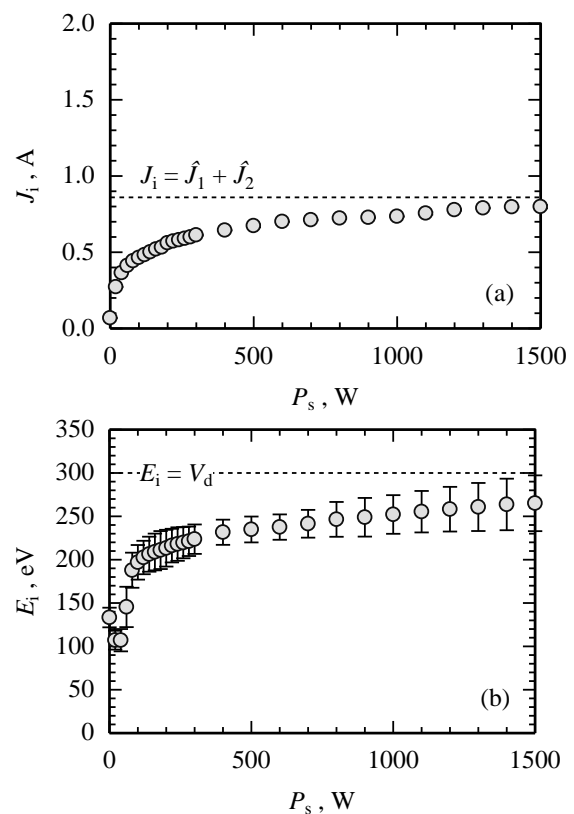 2.0
1.5
1.0
0.5
0.0
J_i , A
J_i = Ĵ_1 + Ĵ_2
(a)
0 500 1000 1500
P_s , W
350
300
250
200
150
100
50
0
E_i , eV
E_i = V_d
(b)
0 500 1000 1500
P_s , W